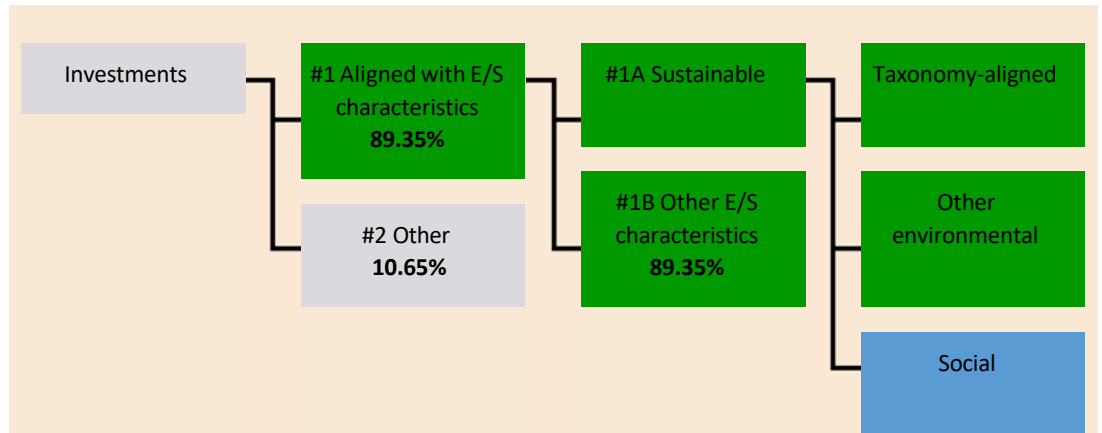 Investments
#1 Aligned with E/S
characteristics
89.35%
#2 Other
10.65%
#1A Sustainable
#1B Other E/S
characteristics
89.35%
Taxonomy-aligned
Other
environmental
Social